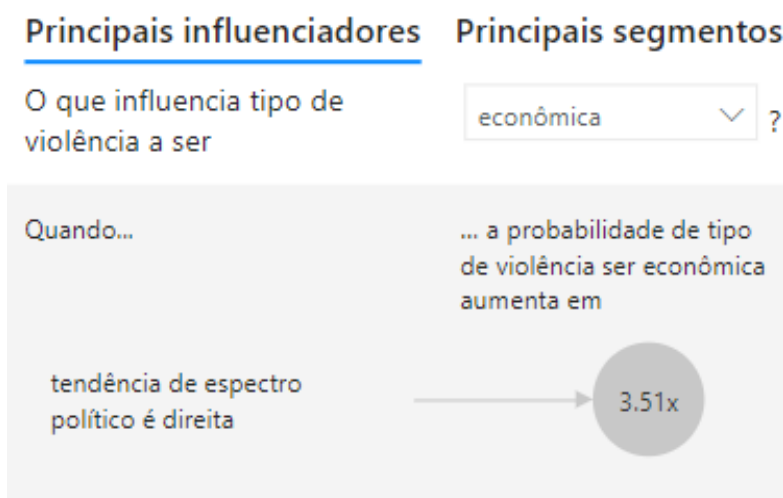 Principais influenciadores
Principais segmentos
O que influencia tipo de
violência a ser
econômica
?
Quando...
... a probabilidade de tipo
de violência ser econômica
aumenta em
tendência de espectro
político é direita
3.51x